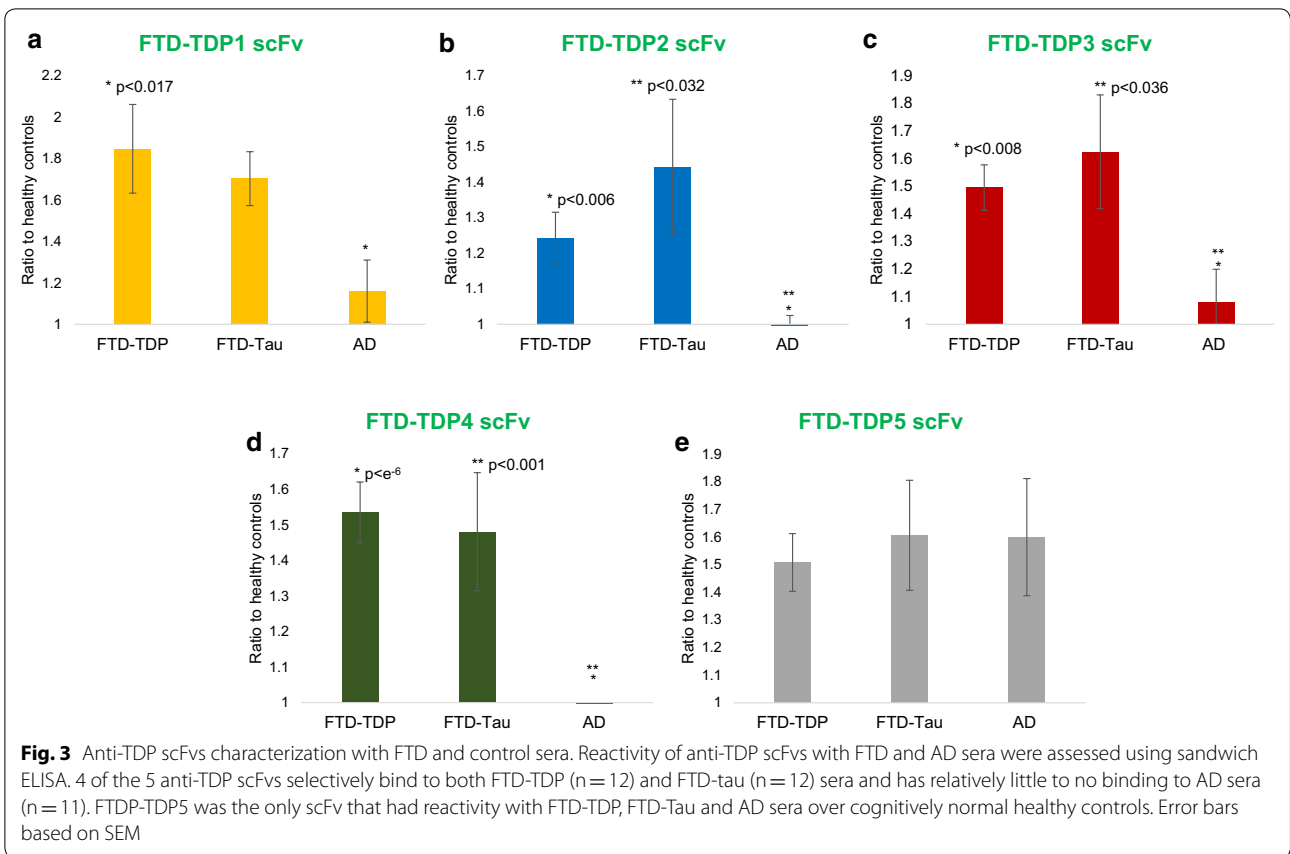 a
FTD-TDP1 scFv
* p<0.017
Ratio to healthy controls
2.2
2
1.8
1.6
1.4
1.2
1
*
FTD-TDP
FTD-Tau
AD
b
FTD-TDP2 scFv
** p<0.032
* p<0.006
Ratio to healthy controls
1.7
1.6
1.5
1.4
1.3
1.2
1.1
1
**
*
FTD-TDP
FTD-Tau
AD
c
FTD-TDP3 scFv
** p<0.036
* p<0.008
Ratio to healthy controls
1.9
1.8
1.7
1.6
1.5
1.4
1.3
1.2
1.1
1
**
*
FTD-TDP
FTD-Tau
AD
d
FTD-TDP4 scFv
* p<e-6
** p<0.001
Ratio to healthy controls
1.7
1.6
1.5
1.4
1.3
1.2
1.1
1
**
*
FTD-TDP
FTD-Tau
AD
e
FTD-TDP5 scFv
Ratio to healthy controls
1.9
1.8
1.7
1.6
1.5
1.4
1.3
1.2
1.1
1
FTD-TDP
FTD-Tau
AD
Fig. 3 Anti-TDP scFvs characterization with FTD and control sera. Reactivity of anti-TDP scFvs with FTD and AD sera were assessed using sandwich
ELISA. 4 of the 5 anti-TDP scFvs selectively bind to both FTD-TDP (n = 12) and FTD-tau (n = 12) sera and has relatively little to no binding to AD sera
(n = 11). FTDP-TDP5 was the only scFv that had reactivity with FTD-TDP, FTD-Tau and AD sera over cognitively normal healthy controls. Error bars
based on SEM